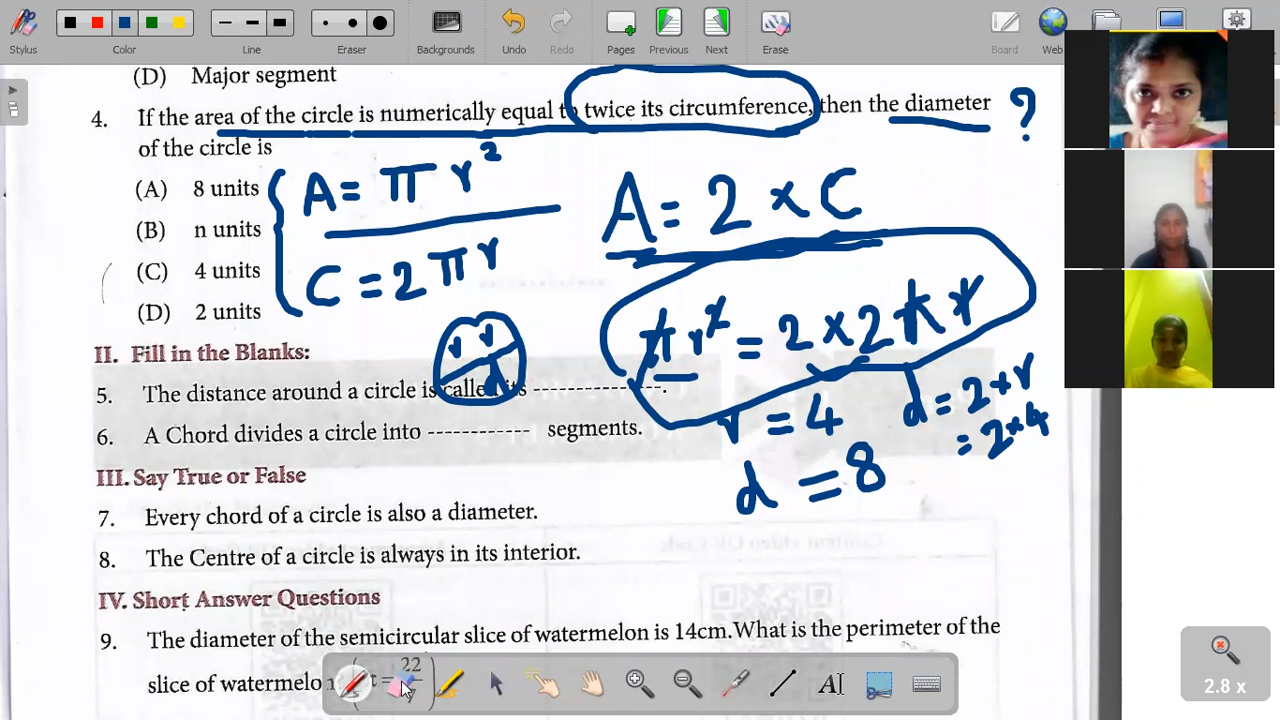 Stylus Color Line Eraser Backgrounds Undo Redo Pages Previous Next Erase Board Web
(D) Major segment
4. If the area of the circle is numerically equal to twice its circumference, then the diameter ?
of the circle is
(A) 8 units
(B) n units
(C) 4 units
(D) 2 units
A = π r²
C = 2 π r
A = 2 × C
π r² = 2 × 2 π r
r = 4
d = 2 × r
= 2 × 4
d = 8
r r
d
II. Fill in the Blanks:
5. The distance around a circle is called its --------------.
6. A Chord divides a circle into ------------ segments.
III. Say True or False
7. Every chord of a circle is also a diameter.
8. The Centre of a circle is always in its interior.
IV. Short Answer Questions
9. The diameter of the semicircular slice of watermelon is 14cm.What is the perimeter of the
slice of watermelo
22
AI
2.8 x